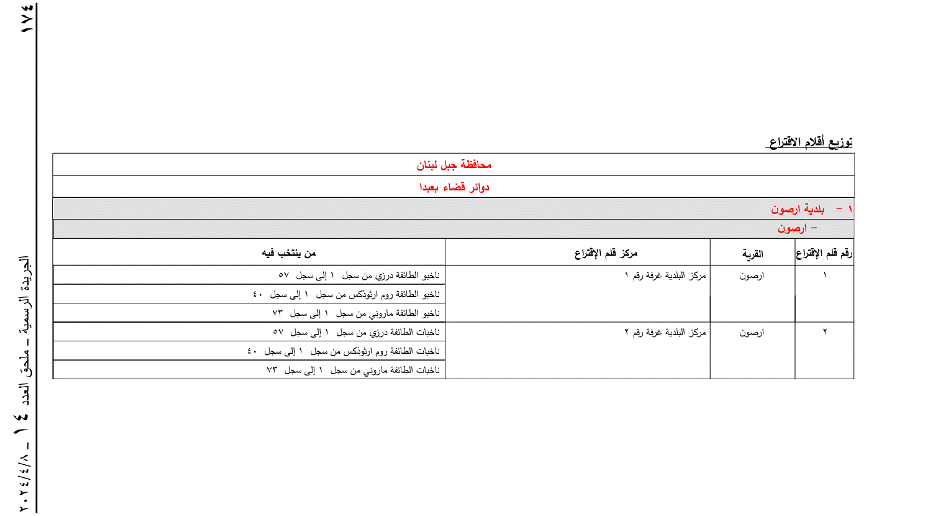 ١٧٤
الجريدة الرسمية – ملحق العدد ١٤ – ٢٠٢٤/٤/٨
توزيع أقلام الاقتراع
محافظة جبل لبنان
دوائر قضاء بعبدا
١ - بلدية ارصون
- ارصون
رقم قلم الإقتراع القرية مركز قلم الإقتراع من ينتخب فيه
١ ارصون مركز البلدية غرفة رقم ١ ناخبو الطائفة درزي من سجل ١ إلى سجل ٥٧
ناخبو الطائفة روم ارثوذكس من سجل ١ إلى سجل ٤٠
ناخبو الطائفة ماروني من سجل ١ إلى سجل ٧٣
٢ ارصون مركز البلدية غرفة رقم ٢ ناخبات الطائفة درزي من سجل ١ إلى سجل ٥٧
ناخبات الطائفة روم ارثوذكس من سجل ١ إلى سجل ٤٠
ناخبات الطائفة ماروني من سجل ١ إلى سجل ٧٣